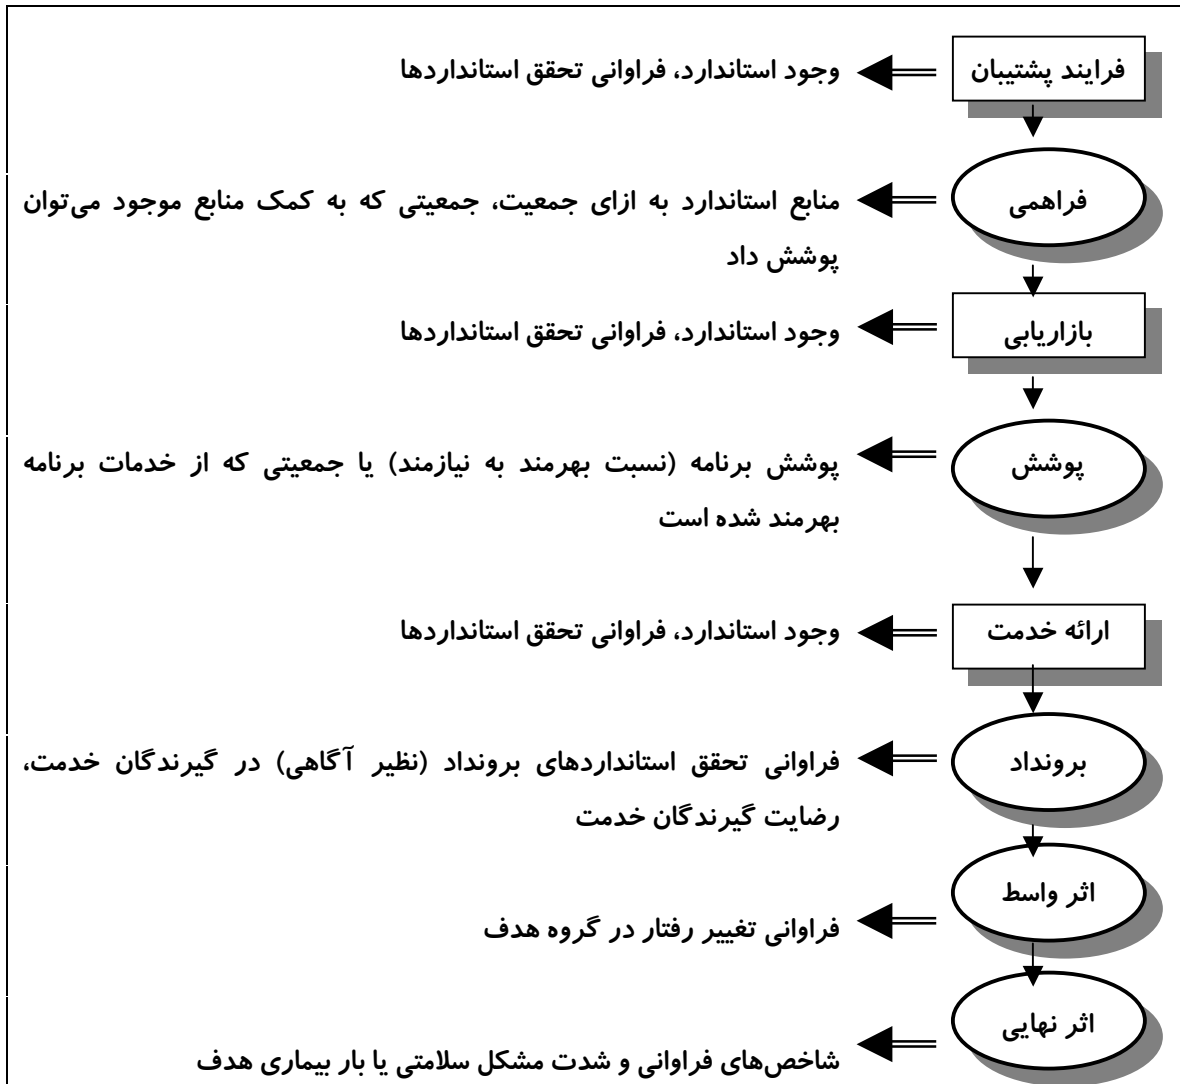 فرایند پشتیبان
وجود استاندارد، فراوانی تحقق استانداردها
فراهمی
منابع استاندارد به ازای جمعیت، جمعیتی که به کمک منابع موجود می‌توان
پوشش داد
بازاریابی
وجود استاندارد، فراوانی تحقق استانداردها
پوشش
پوشش برنامه (نسبت بهرمند به نیازمند) یا جمعیتی که از خدمات برنامه
بهرمند شده است
ارائه خدمت
وجود استاندارد، فراوانی تحقق استانداردها
برونداد
فراوانی تحقق استانداردهای برونداد (نظیر آگاهی) در گیرندگان خدمت،
رضایت گیرندگان خدمت
اثر واسط
فراوانی تغییر رفتار در گروه هدف
اثر نهایی
شاخص‌های فراوانی و شدت مشکل سلامتی یا بار بیماری هدف